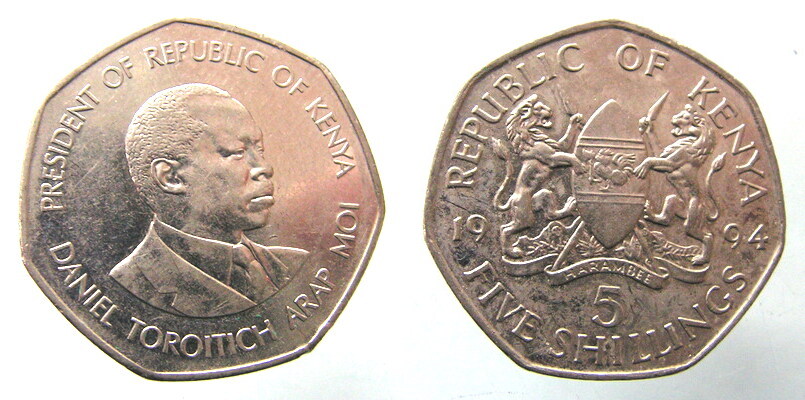 PRESIDENT OF REPUBLIC OF KENYA
DANIEL TOROITICH ARAP MOI
REPUBLIC OF KENYA
19 94
HARAMBEE
5
FIVE SHILLINGS